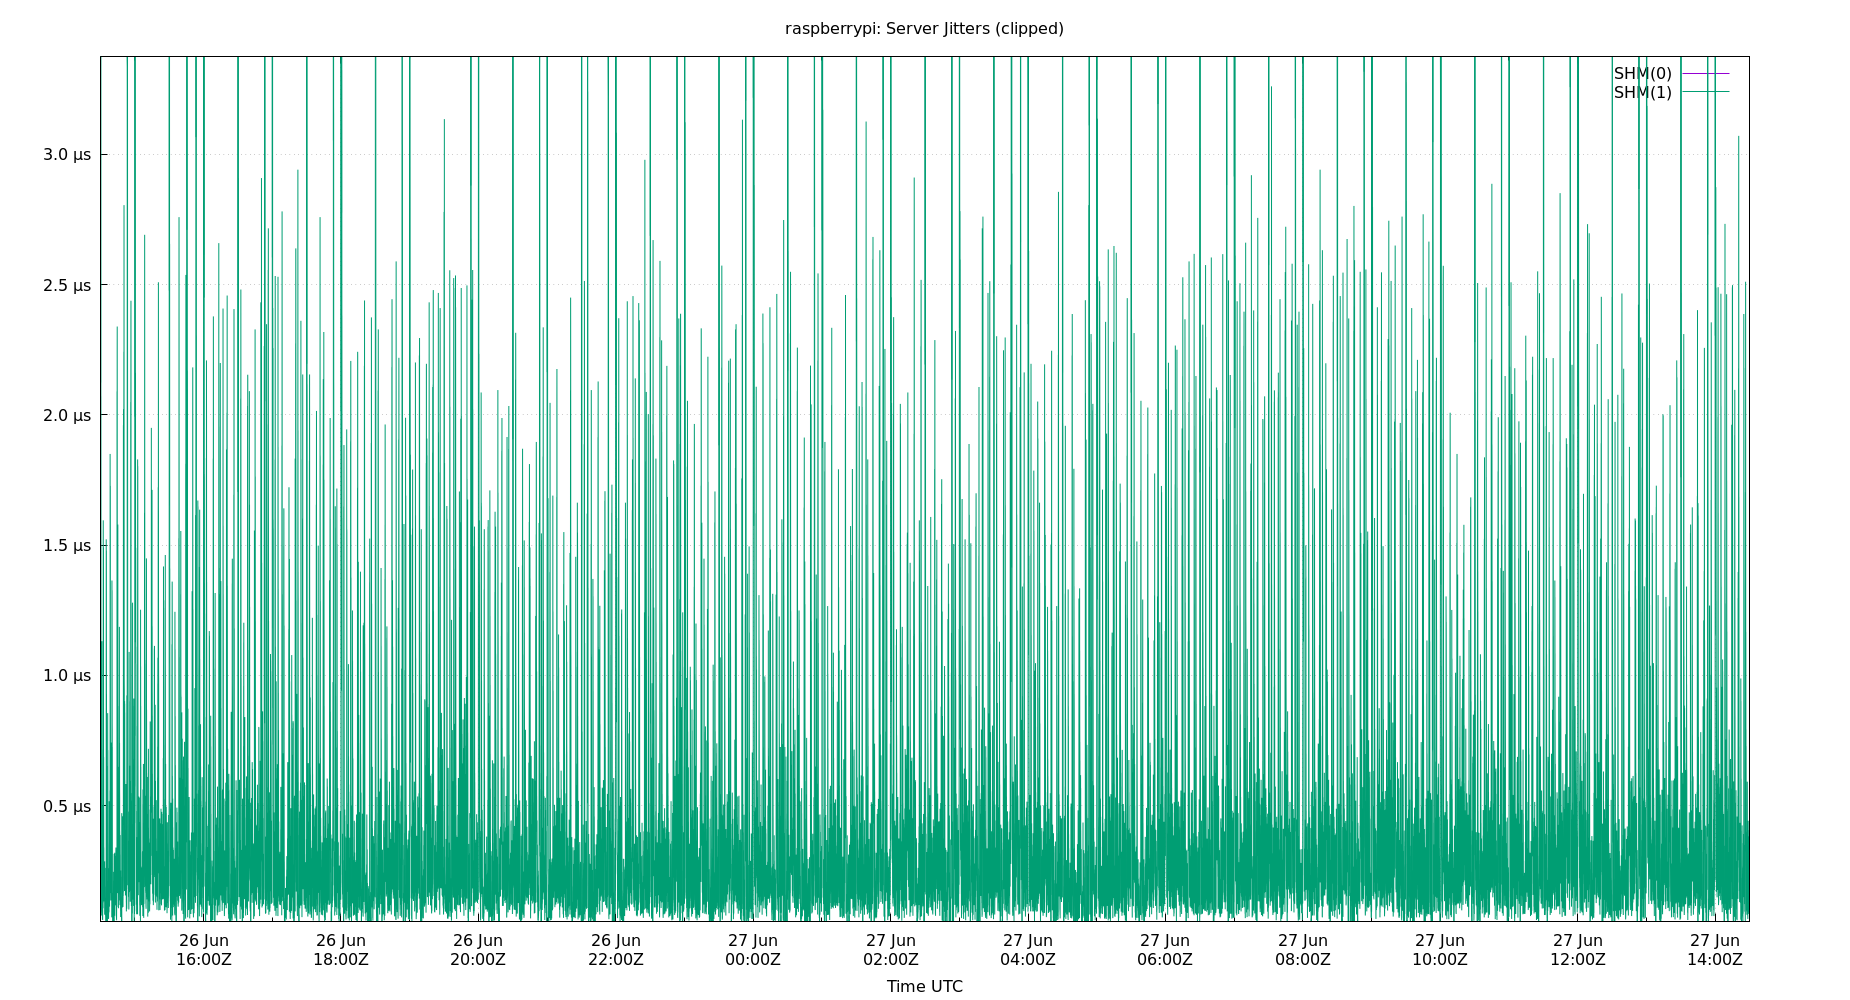 raspberrypi: Server Jitters (clipped)
SHM(0)
SHM(1)
3.0 µs
2.5 µs
2.0 µs
1.5 µs
1.0 µs
0.5 µs
26 Jun 26 Jun 26 Jun 26 Jun 27 Jun 27 Jun 27 Jun 27 Jun 27 Jun 27 Jun 27 Jun 27 Jun
16:00Z 18:00Z 20:00Z 22:00Z 00:00Z 02:00Z 04:00Z 06:00Z 08:00Z 10:00Z 12:00Z 14:00Z
Time UTC